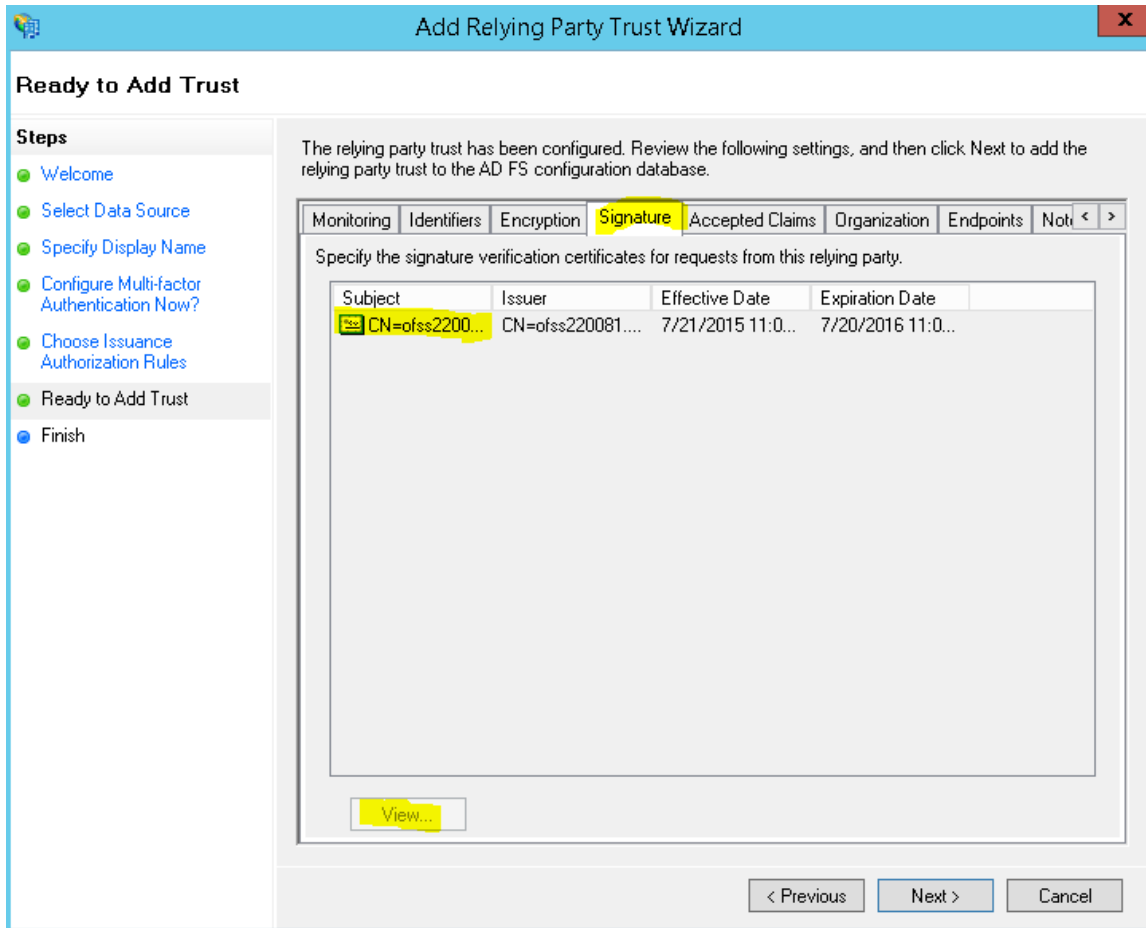 Add Relying Party Trust Wizard
x
Ready to Add Trust
Steps
Welcome
Select Data Source
Specify Display Name
Configure Multi-factor
Authentication Now?
Choose Issuance
Authorization Rules
Ready to Add Trust
Finish
The relying party trust has been configured. Review the following settings, and then click Next to add the
relying party trust to the AD FS configuration database.
Monitoring Identifiers Encryption Signature Accepted Claims Organization Endpoints < >
Specify the signature verification certificates for requests from this relying party.
Subject Issuer Effective Date Expiration Date
CN=ofss2200... CN=ofss220081.... 7/21/2015 11:0... 7/20/2016 11:0...
View...
< Previous Next > Cancel